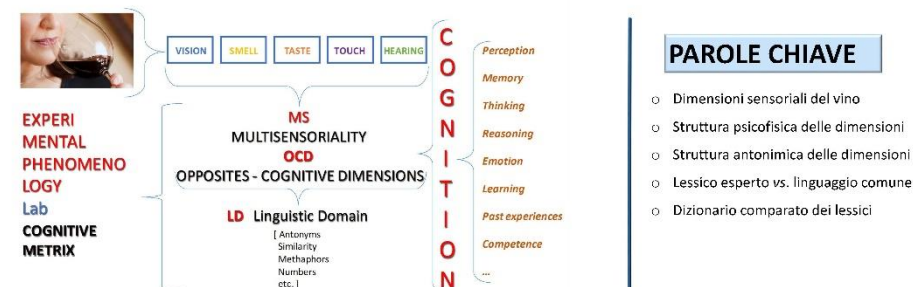 VISION
SMELL
TASTE
TOUCH
HEARING
MS
MULTISENSORIALITY
OCD
OPPOSITES - COGNITIVE DIMENSIONS
LD Linguistic Domain
[ Antonyms
Similarity
Methaphors
Numbers
etc. ]
EXPERI
MENTAL
PHENOMENO
LOGY
Lab
COGNITIVE
METRIX
C
O
G
N
I
T
I
O
N
Perception
Memory
Thinking
Reasoning
Emotion
Learning
Past experiences
Competence
...
PAROLE CHIAVE
o Dimensioni sensoriali del vino
o Struttura psicofisica delle dimensioni
o Struttura antonimica delle dimensioni
o Lessico esperto vs. linguaggio comune
o Dizionario comparato dei lessici